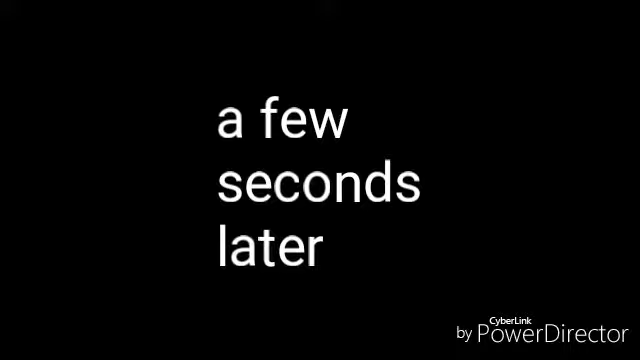 a few
seconds
later
CyberLink
by PowerDirector